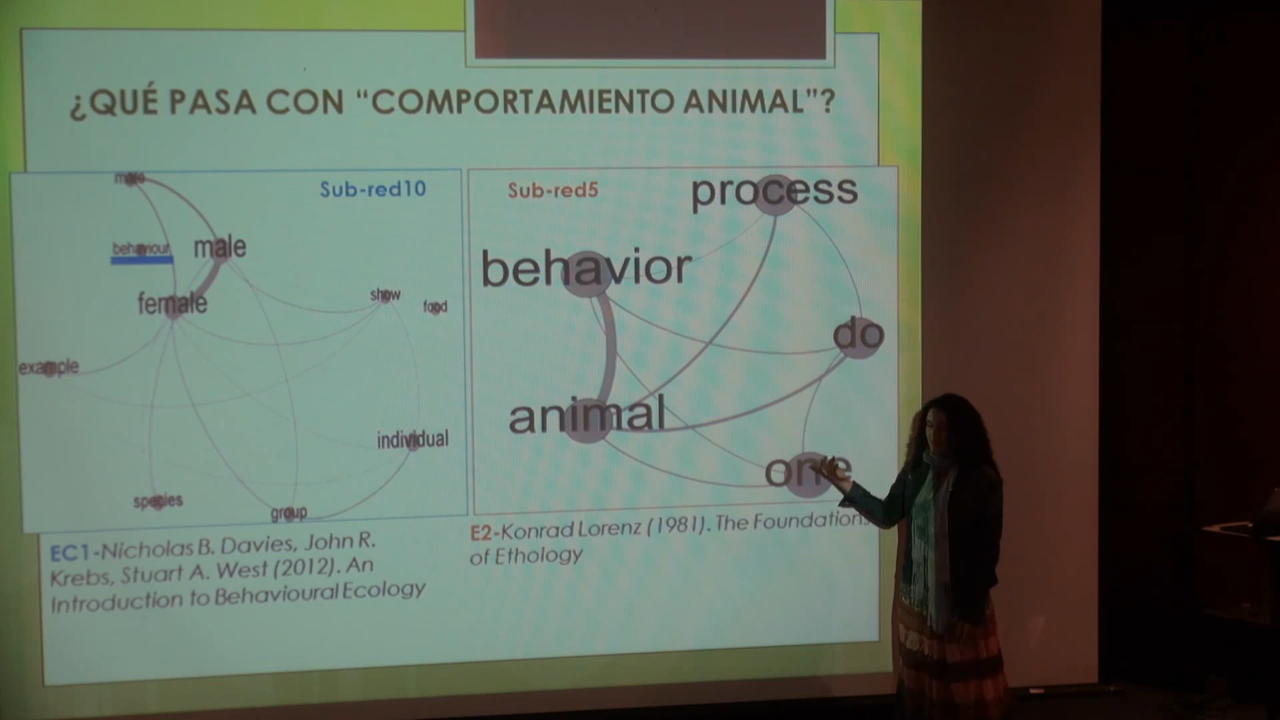 ¿QUÉ PASA CON “COMPORTAMIENTO ANIMAL”?
Sub-red10
behaviour
male
female
show
food
example
individual
species
group
EC1-Nicholas B. Davies, John R.
Krebs, Stuart A. West (2012). An
Introduction to Behavioural Ecology
Sub-red5
process
behavior
do
animal
one
E2-Konrad Lorenz (1981). The Foundations
of Ethology